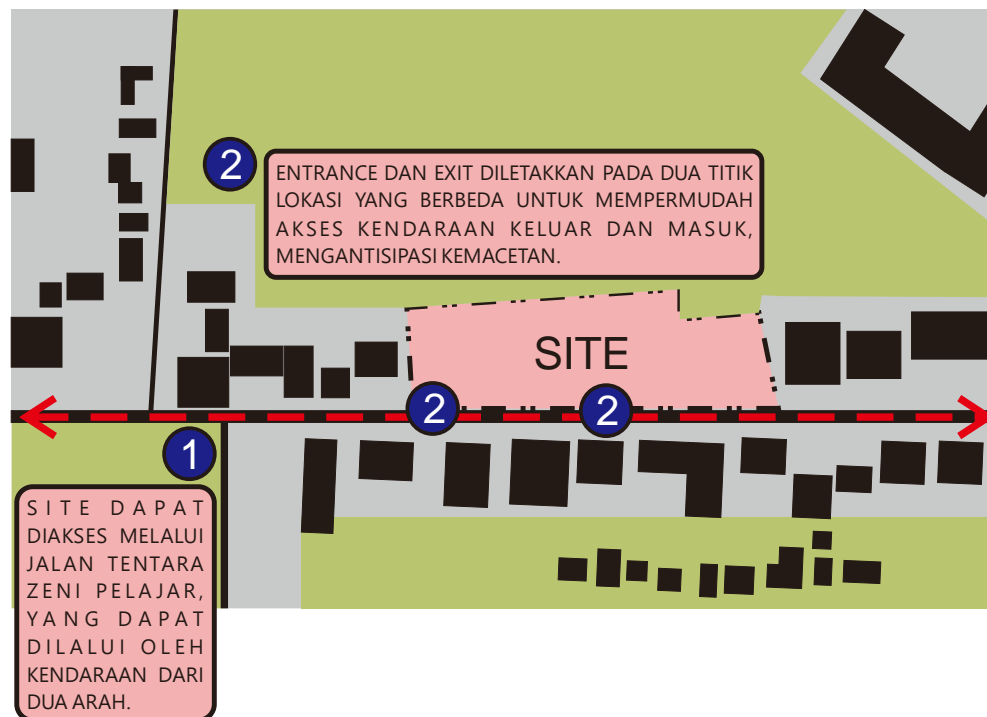 2
ENTRANCE DAN EXIT DILETAKKAN PADA DUA TITIK
LOKASI YANG BERBEDA UNTUK MEMPERMUDAH
AKSES KENDARAAN KELUAR DAN MASUK,
MENGANTISIPASI KEMACETAN.
SITE
2
2
1
SITE DAPAT
DIAKSES MELALUI
JALAN TENTARA
ZENI PELAJAR,
YANG DAPAT
DILALUI OLEH
KENDARAAN DARI
DUA ARAH.